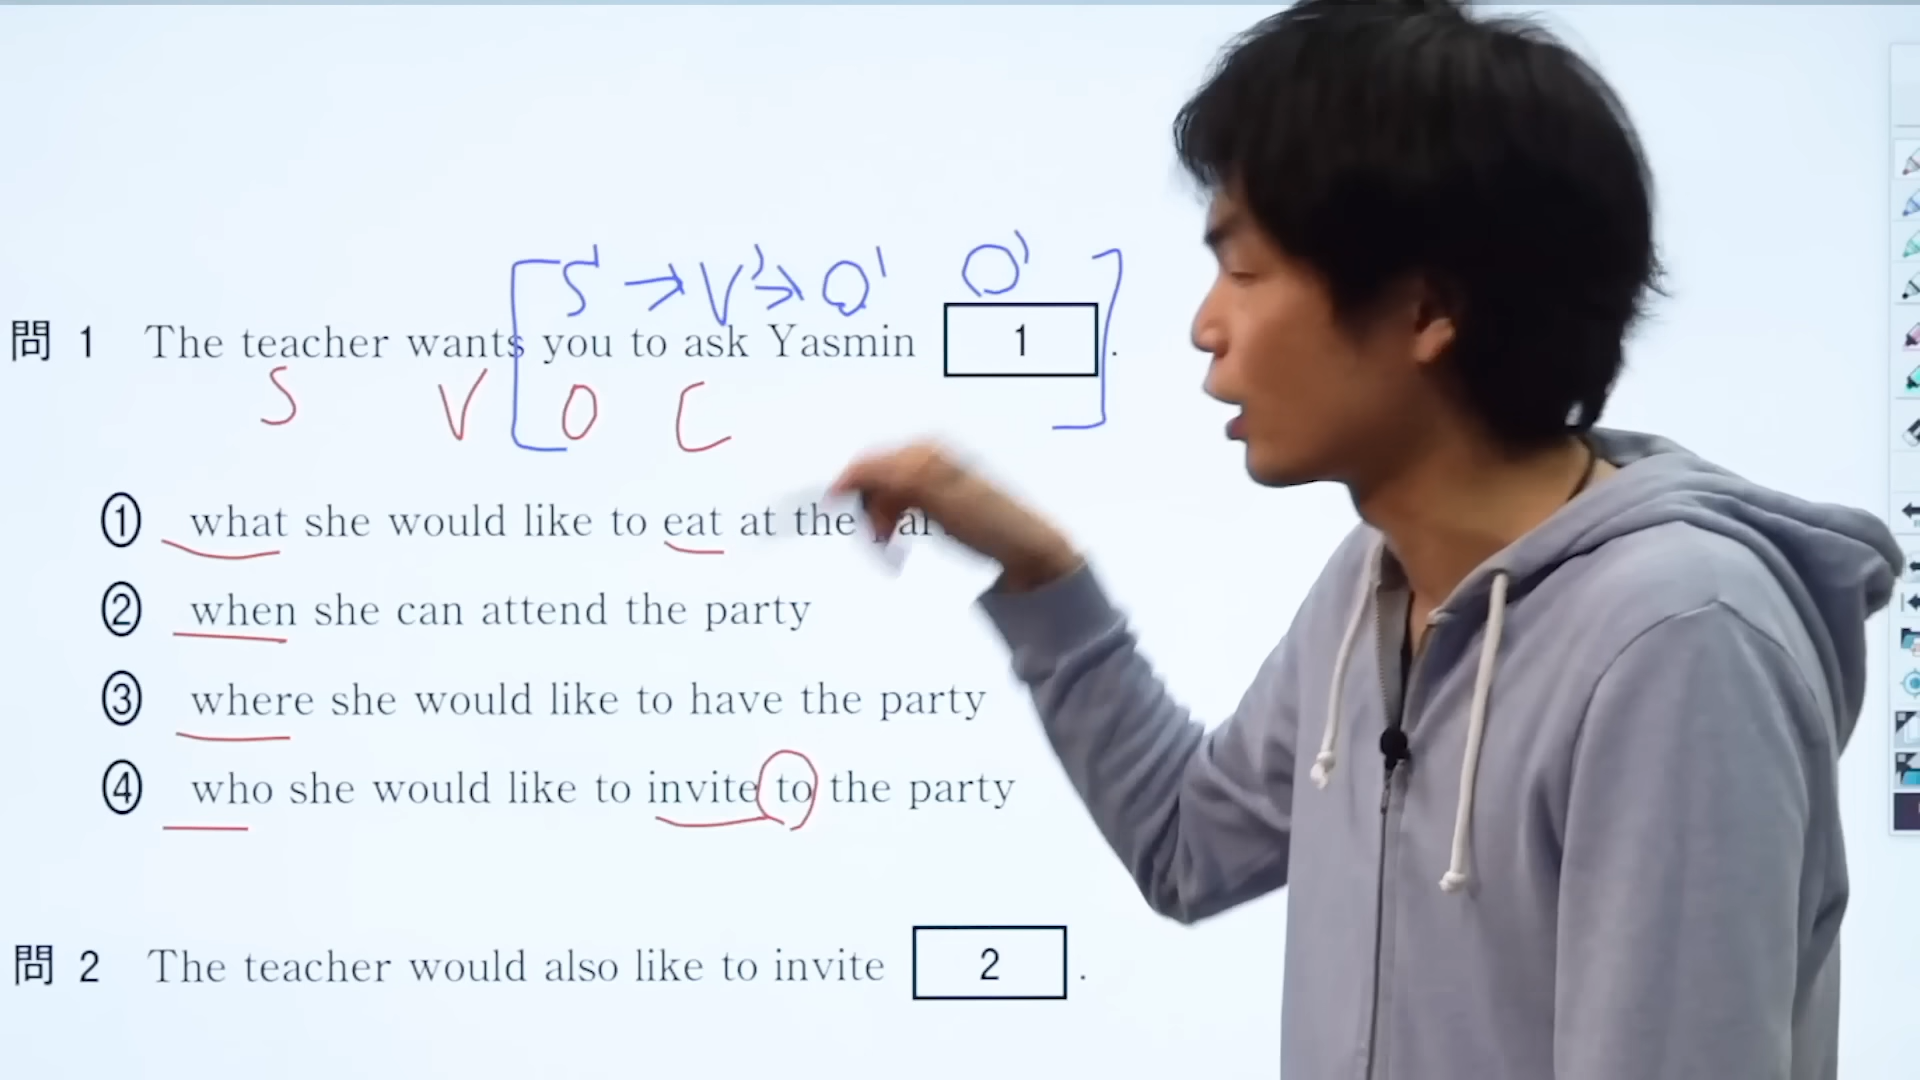 S' → V' → O' O'
問 1 The teacher wants you to ask Yasmin 1 .
S V O C
① what she would like to eat at the
② when she can attend the party
③ where she would like to have the party
④ who she would like to invite to the party
問 2 The teacher would also like to invite 2 .